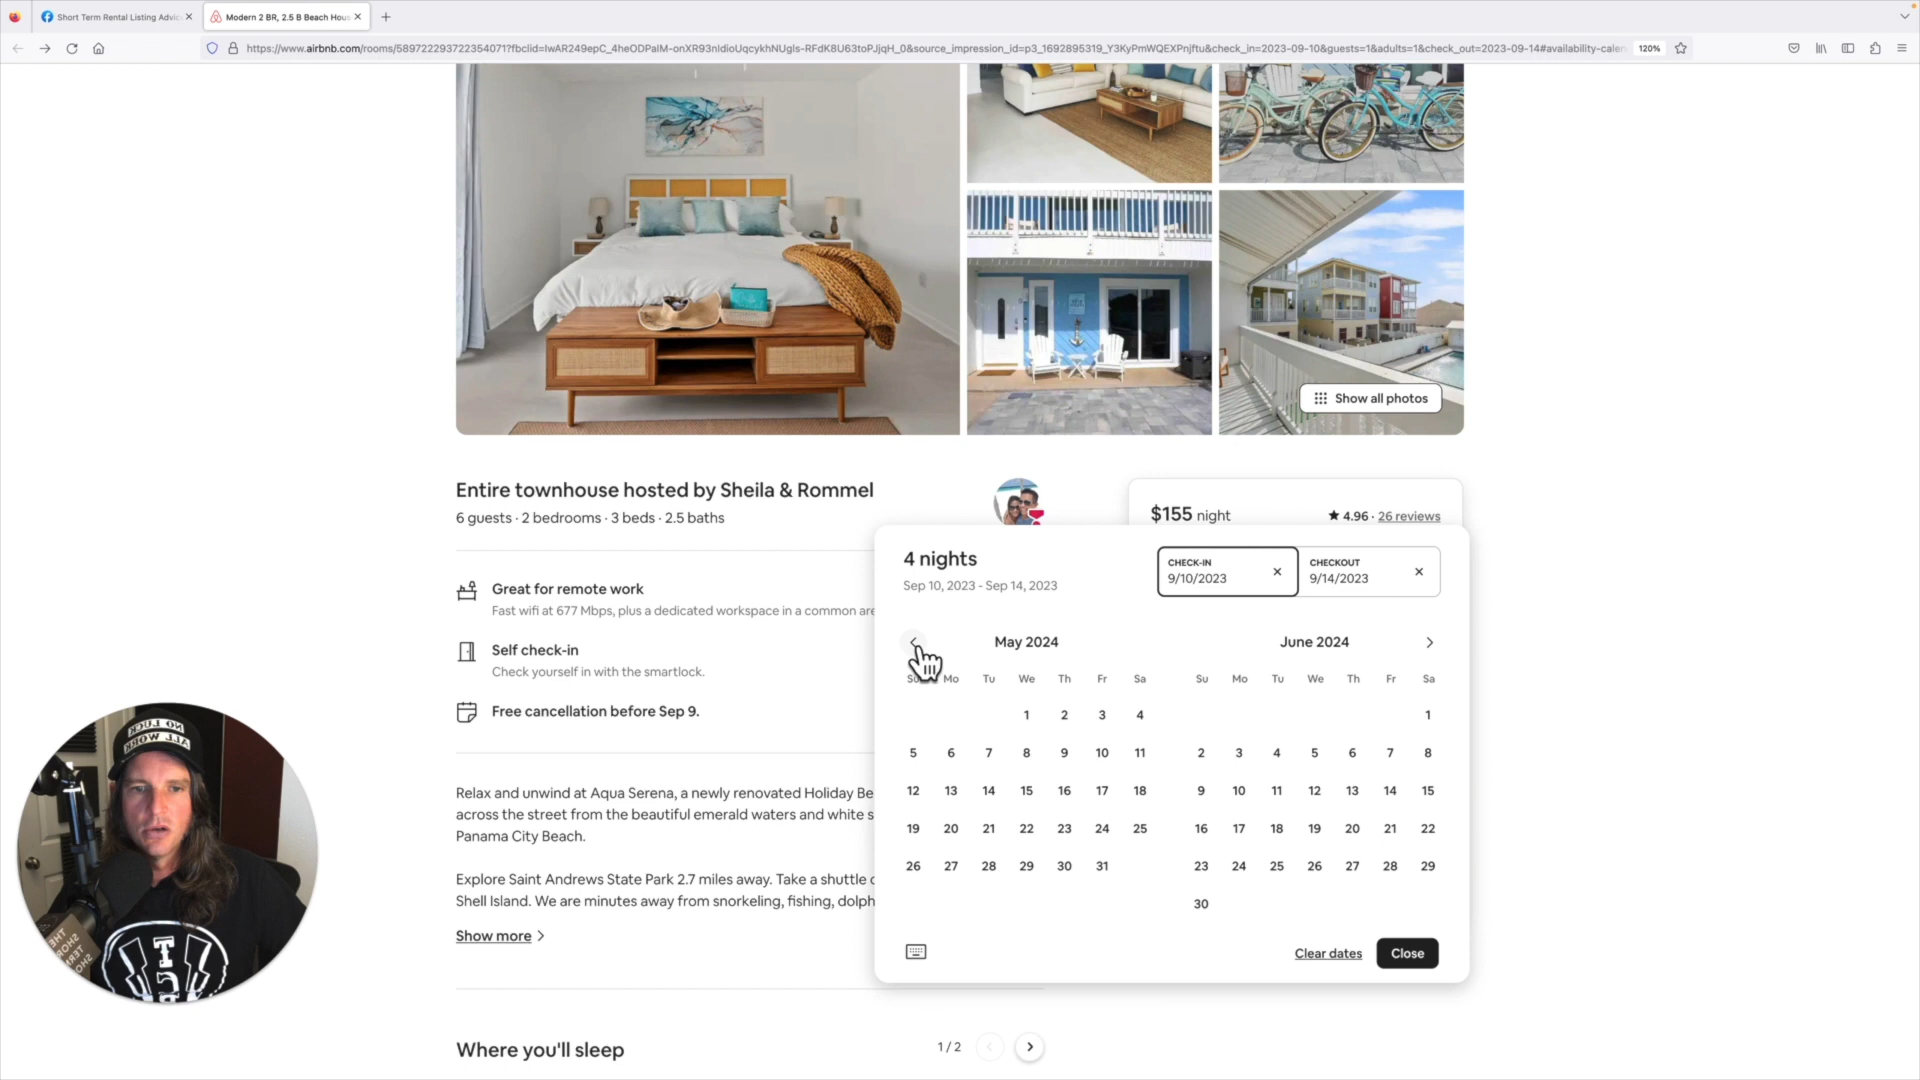 Short Term Rental Listing Advic
Modern 2 BR, 2.5 B Beach Hous
https://www.airbnb.com/rooms/589722293722354071?fbclid=IwAR249epC_4heODPaIM-onXR93nIdioUqcykhNUgIs-RFdK8U63toPJjqH_0&source_impression_id=p3_1692895319_Y3KyPmWQEXPnjftu&check_in=2023-09-10&guests=1&adults=1&check_out=2023-09-14#availability-calen
120%
Show all photos
Entire townhouse hosted by Sheila & Rommel
6 guests · 2 bedrooms · 3 beds · 2.5 baths
$155 night
4.96 · 26 reviews
Great for remote work
Fast wifi at 677 Mbps, plus a dedicated workspace in a common are
Self check-in
Check yourself in with the smartlock.
Free cancellation before Sep 9.
Relax and unwind at Aqua Serena, a newly renovated Holiday Be
across the street from the beautiful emerald waters and white s
Panama City Beach.
Explore Saint Andrews State Park 2.7 miles away. Take a shuttle
Shell Island. We are minutes away from snorkeling, fishing, dolph
Show more
Where you'll sleep
1 / 2
4 nights
Sep 10, 2023 - Sep 14, 2023
CHECK-IN
9/10/2023
CHECKOUT
9/14/2023
May 2024
Su Mo Tu We Th Fr Sa
1 2 3 4
5 6 7 8 9 10 11
12 13 14 15 16 17 18
19 20 21 22 23 24 25
26 27 28 29 30 31
June 2024
Su Mo Tu We Th Fr Sa
1
2 3 4 5 6 7 8
9 10 11 12 13 14 15
16 17 18 19 20 21 22
23 24 25 26 27 28 29
30
Clear dates
Close
NO LUCK
ALL WORK
THE
SHORT
TERM